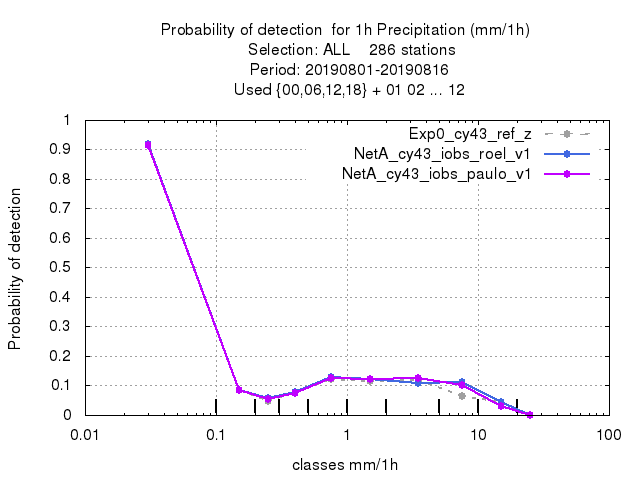 Probability of detection  for 1h Precipitation (mm/1h)
Selection: ALL    286 stations
Period: 20190801-20190816
Used {00,06,12,18} + 01 02 ... 12
Exp0_cy43_ref_z
NetA_cy43_iobs_roel_v1
NetA_cy43_iobs_paulo_v1
Probability of detection
1
0.9
0.8
0.7
0.6
0.5
0.4
0.3
0.2
0.1
0
0.01 0.1 1 10 100
classes mm/1h